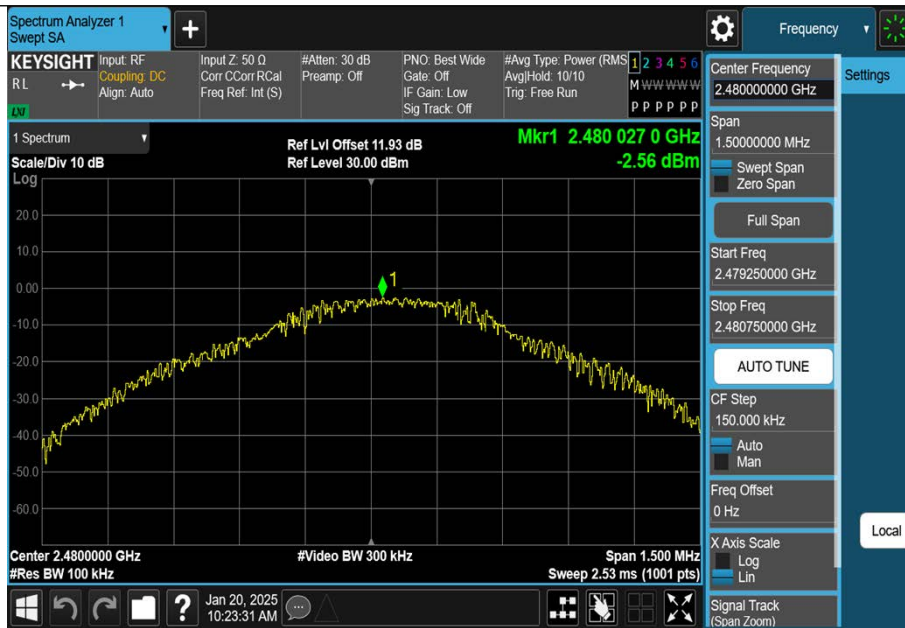 Spectrum Analyzer 1
Swept SA
+
Frequency
KEYSIGHT
RL
LXI
Input: RF
Coupling: DC
Align: Auto
Input Z: 50 Ω
Corr CCorr RCal
Freq Ref: Int (S)
#Atten: 30 dB
Preamp: Off
PNO: Best Wide
Gate: Off
IF Gain: Low
Sig Track: Off
#Avg Type: Power (RMS
Avg|Hold: 10/10
Trig: Free Run
1 2 3 4 5 6
M W W W W W
P P P P P P
1 Spectrum
Scale/Div 10 dB
Log
Ref Lvl Offset 11.93 dB
Ref Level 30.00 dBm
Mkr1 2.480 027 0 GHz
-2.56 dBm
20.0
10.0
0.00
-10.0
-20.0
-30.0
-40.0
-50.0
-60.0
1
Center 2.4800000 GHz
#Res BW 100 kHz
#Video BW 300 kHz
Span 1.500 MHz
Sweep 2.53 ms (1001 pts)
?
Jan 20, 2025
10:23:31 AM
Center Frequency
2.480000000 GHz
Span
1.50000000 MHz
Swept Span
Zero Span
Full Span
Start Freq
2.479250000 GHz
Stop Freq
2.480750000 GHz
AUTO TUNE
CF Step
150.000 kHz
Auto
Man
Freq Offset
0 Hz
X Axis Scale
Log
Lin
Signal Track
(Span Zoom)
Settings
Local